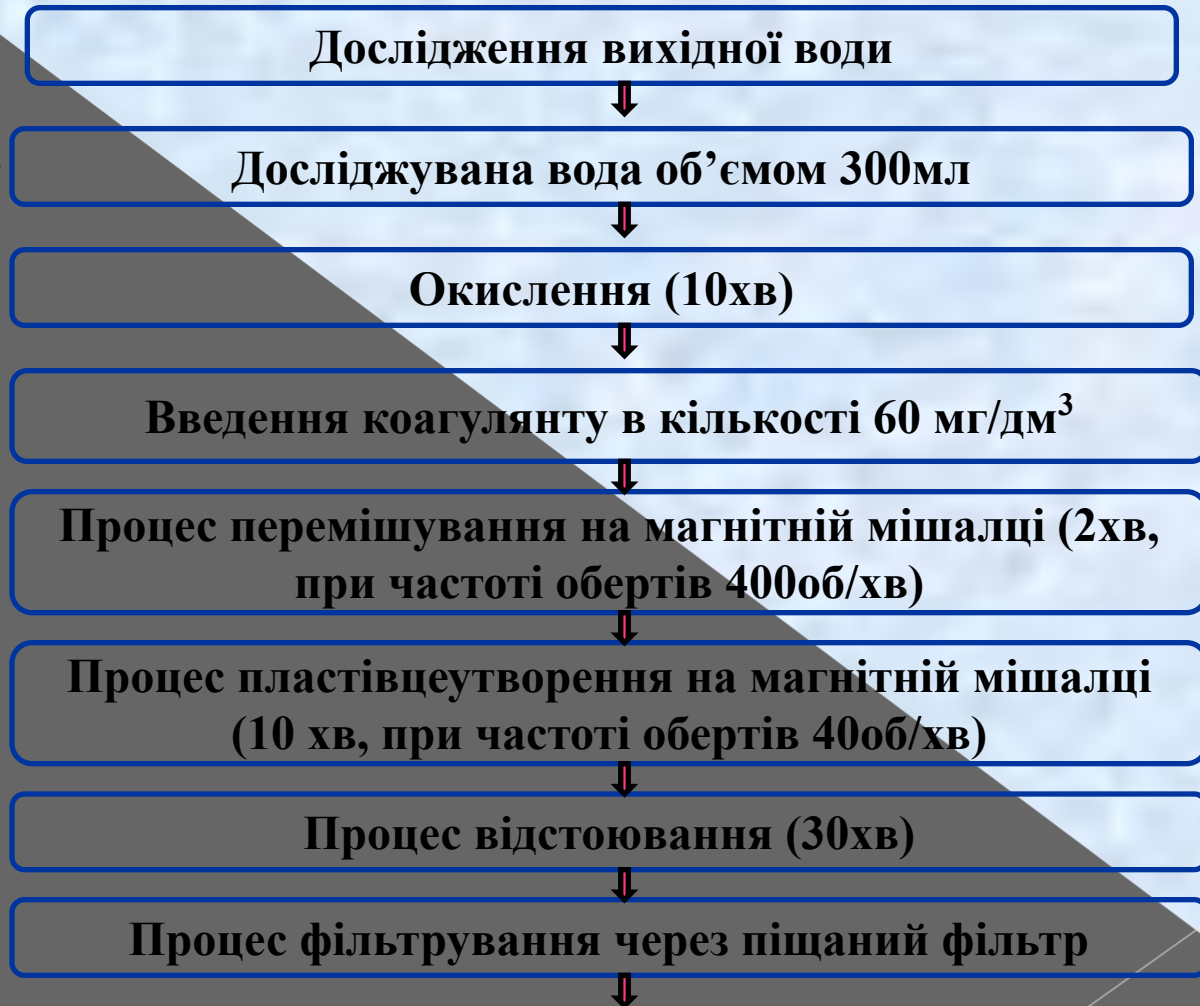 Дослідження вихідної води
Досліджувана вода об’ємом 300мл
Окислення (10хв)
Введення коагулянту в кількості 60 мг/дм³
Процес перемішування на магнітній мішалці (2хв,
при частоті обертів 400об/хв)
Процес пластівцеутворення на магнітній мішалці
(10 хв, при частоті обертів 40об/хв)
Процес відстоювання (30хв)
Процес фільтрування через піщаний фільтр